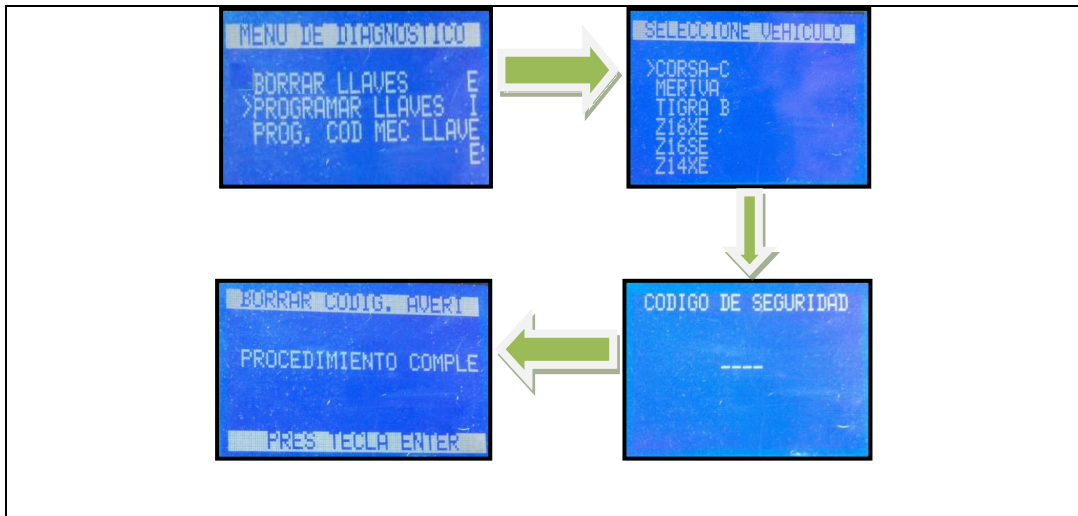 MENU DE DIAGNOSTICO
BORRAR LLAVES E
>PROGRAMAR LLAVES I
PROG. COD MEC LLAVE
E
SELECCIONE VEHICULO
>CORSA-C
MERIVA
TIGRA B
Z16XE
Z16SE
Z14XE
CODIGO DE SEGURIDAD
----
BORRAR CODIG. AVERI
PROCEDIMIENTO COMPLE
PRES TECLA ENTER